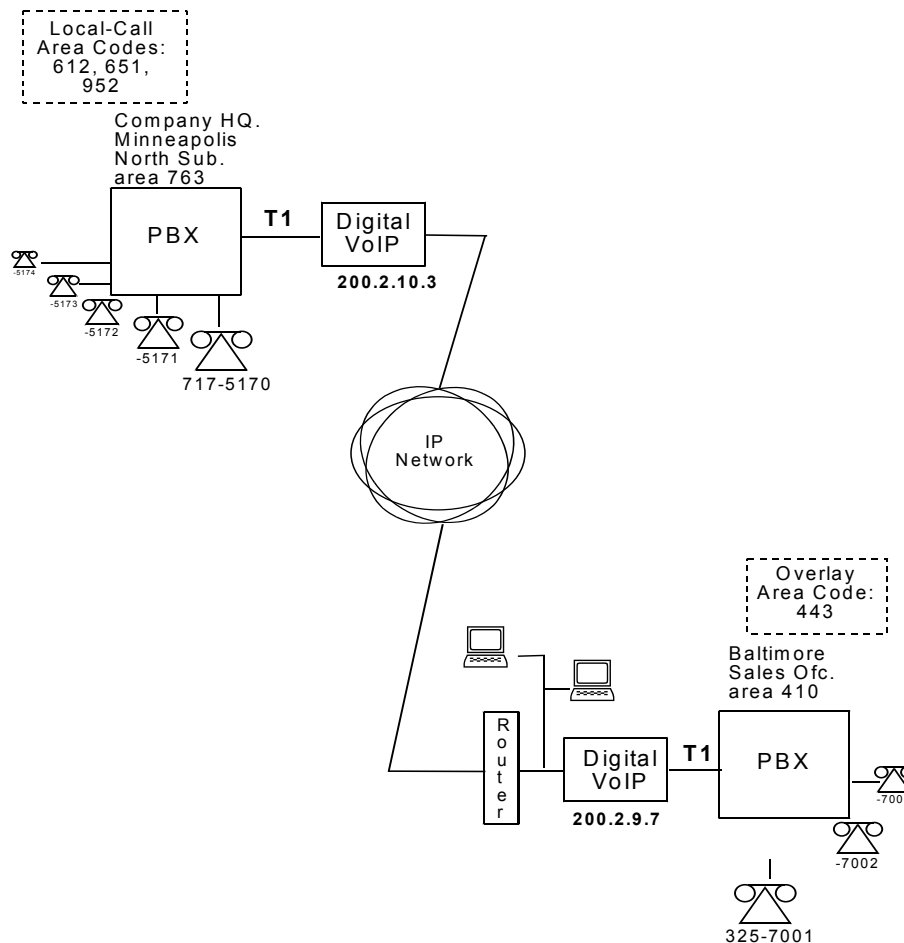 Local-Call
Area Codes:
612, 651,
952
Company HQ.
Minneapolis
North Sub.
area 763
PBX
T1
Digital
VoIP
200.2.10.3
-5174
-5173
-5172
-5171
717-5170
IP
Network
Overlay
Area Code:
443
Baltimore
Sales Ofc.
area 410
Router
Digital
VoIP
200.2.9.7
T1
PBX
-7002
325-7001